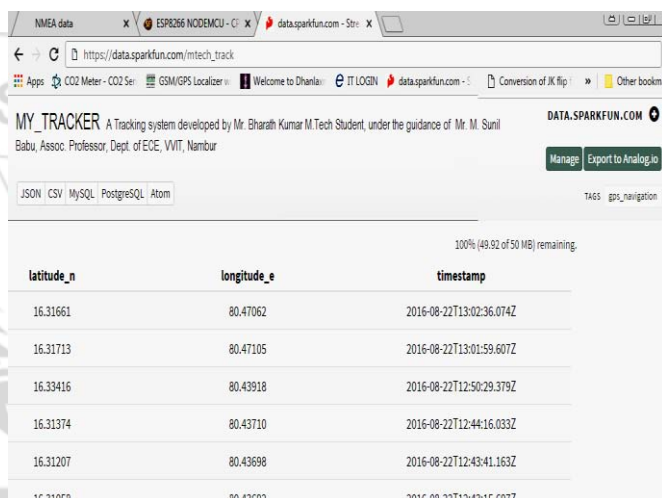 NMEA data
ESP8266 NODEMCU - C
data.sparkfun.com - Stre
https://data.sparkfun.com/mtech_track
Apps CO2 Meter - CO2 Sen GSM/GPS Localizer Welcome to Dhanla IT LOGIN data.sparkfun.com - S Conversion of JK flip » Other bookm
MY_TRACKER A Tracking system developed by Mr. Bharath Kumar M.Tech Student, under the guidance of Mr. M. Sunil
Babu, Assoc. Professor, Dept. of ECE, VVIT, Nambur
DATA.SPARKFUN.COM
Manage Export to Analog.io
JSON CSV MySQL PostgreSQL Atom
TAGS gps_navigation
100% (49.92 of 50 MB) remaining.
latitude_n longitude_e timestamp
16.31661 80.47062 2016-08-22T13:02:36.074Z
16.31713 80.47105 2016-08-22T13:01:59.607Z
16.33416 80.43918 2016-08-22T12:50:29.379Z
16.31374 80.43710 2016-08-22T12:44:16.033Z
16.31207 80.43698 2016-08-22T12:43:41.163Z